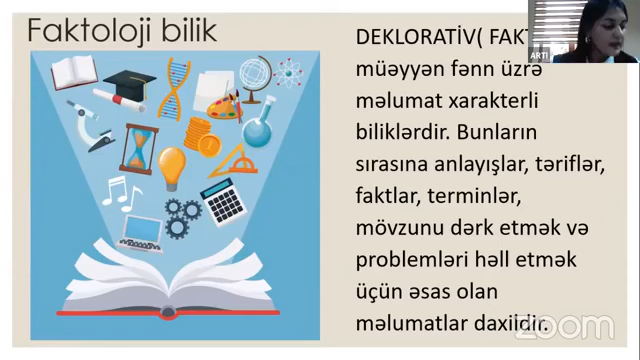 Faktoloji bilik
DEKLORATİV( FAKT
müəyyən fənn üzrə
məlumat xarakterli
biliklərdir. Bunların
sırasına anlayışlar, təriflər,
faktlar, terminlər,
mövzunu dərk etmək və
problemləri həll etmək
üçün əsas olan
məlumatlar daxildir.
ARTI
zoom